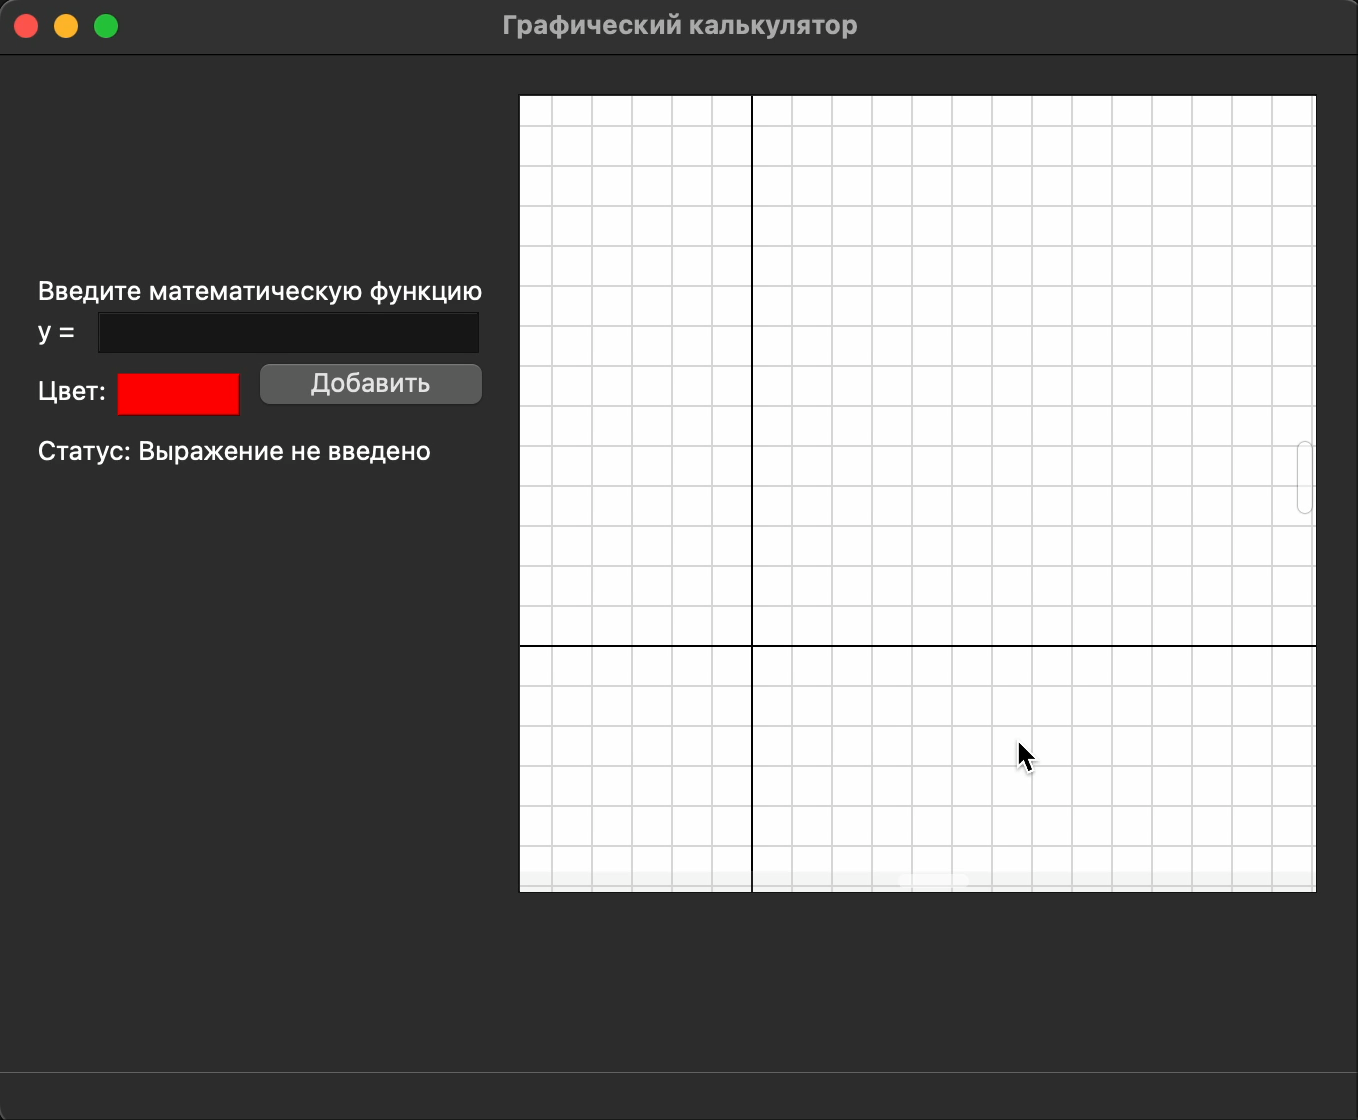 Графический калькулятор
Введите математическую функцию
y =
Цвет:
Добавить
Статус: Выражение не введено